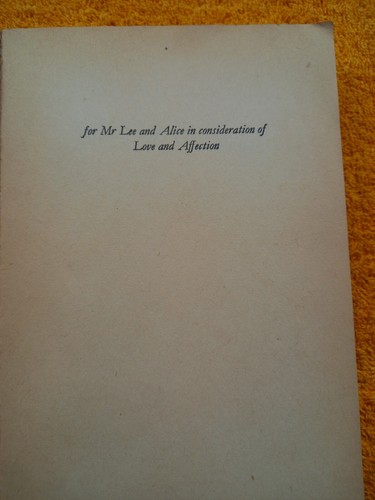 for Mr Lee and Alice in consideration of
Love and Affection